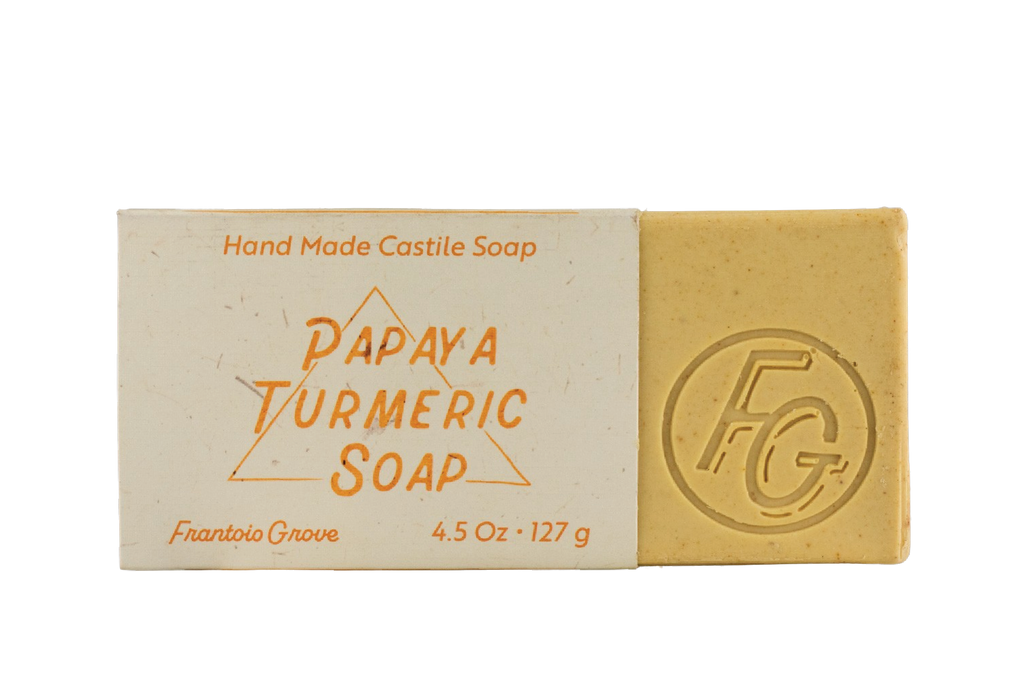 Hand Made Castile Soap
PAPAYA
TURMERIC
SOAP
Frantoio Grove
4.5 Oz • 127 g
FG